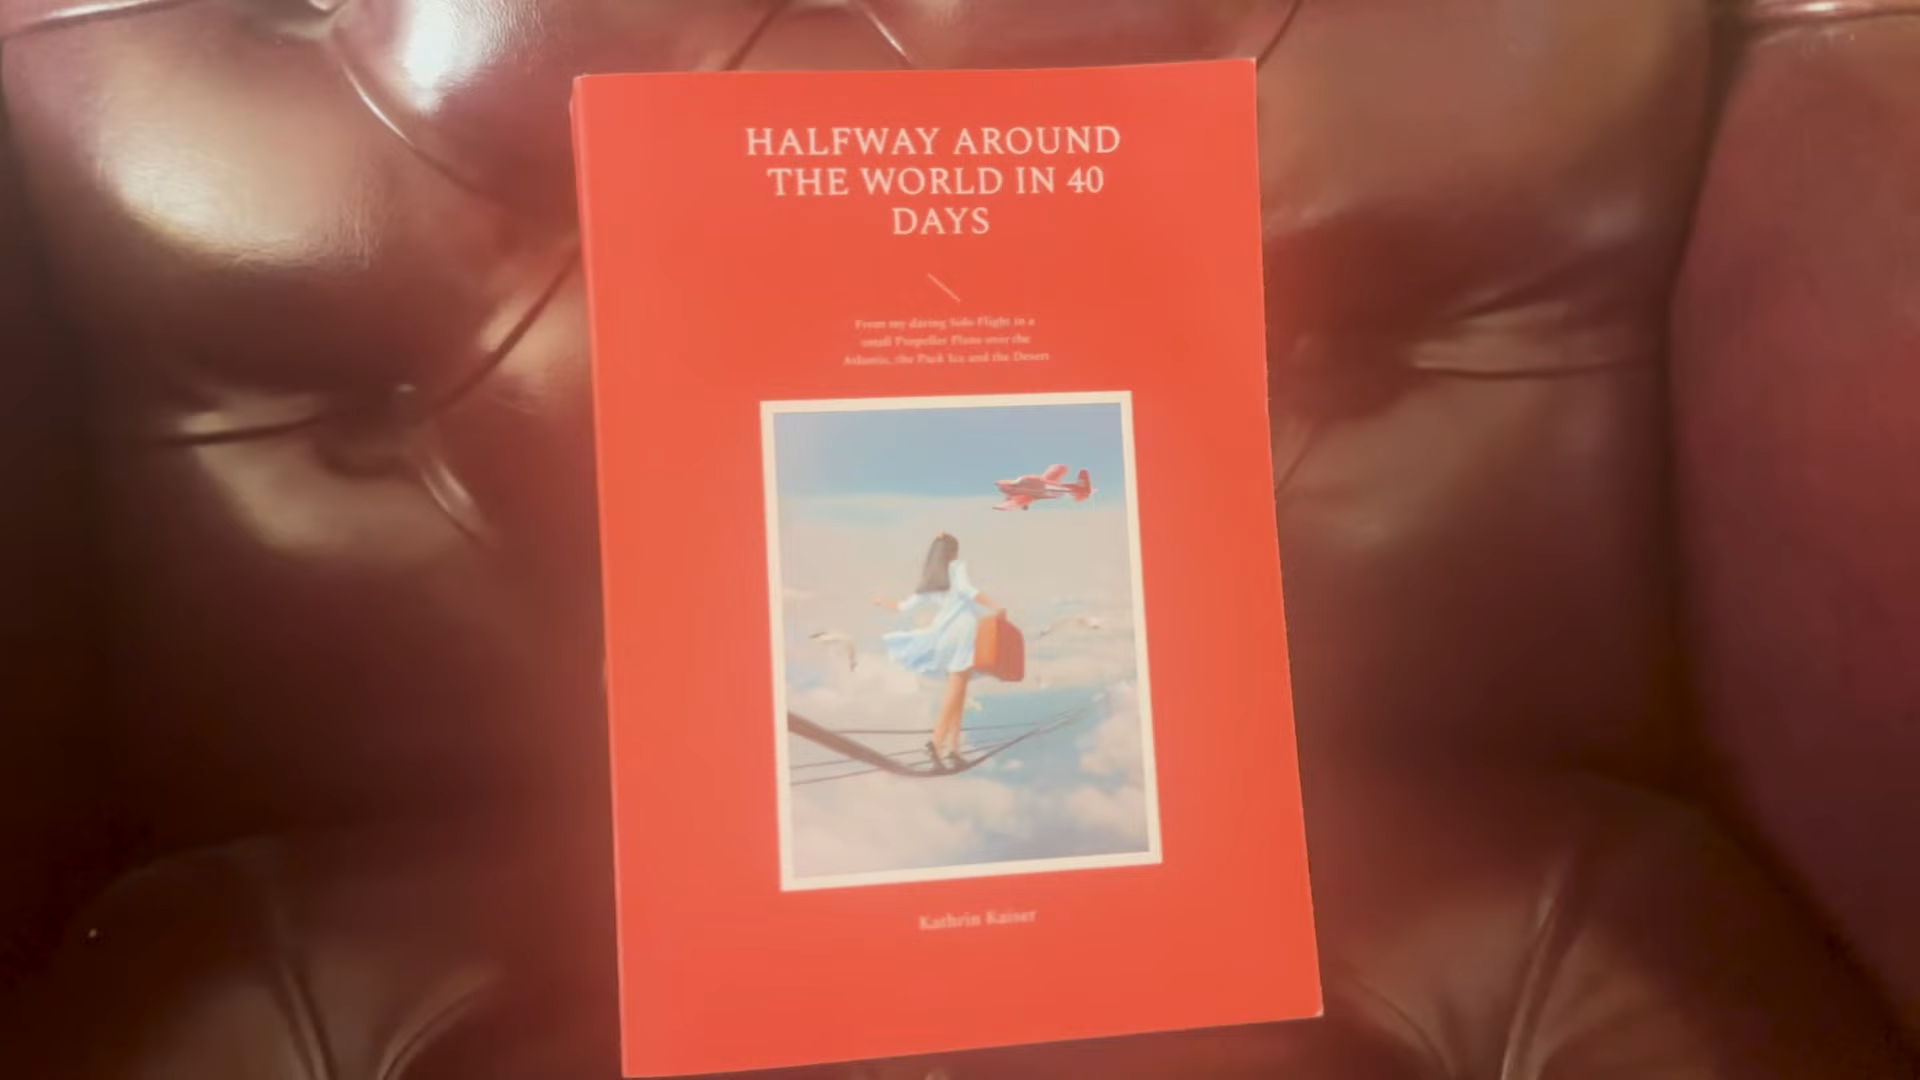 HALFWAY AROUND
THE WORLD IN 40
DAYS
From my daring Solo Flight in a
small Propeller Plane over the
Atlantic, the Pack Ice and the Desert
Kathrin Kaiser